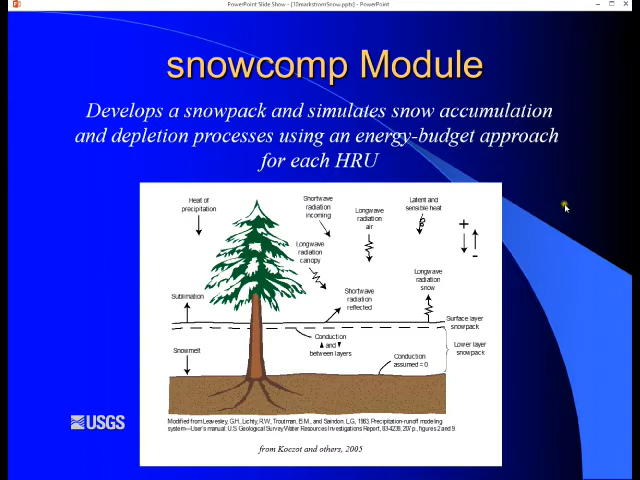 PowerPoint Slide Show - [10markstromSnow.pptx] - PowerPoint
snowcomp Module
Develops a snowpack and simulates snow accumulation
and depletion processes using an energy-budget approach
for each HRU
Heat of
precipitation
Shortwave
radiation
incoming
Longwave
radiation
air
Latent and
sensible heat
+
-
Longwave
radiation
canopy
Longwave
radiation
snow
Sublimation
Shortwave
radiation
reflected
Surface layer
snowpack
Conduction
and
between layers
Lower layer
snowpack
Snowmelt
Conduction
assumed = 0
USGS
Modified from Leavesley, G.H., Lichty, R.W., Troutman, B.M., and Saindon, L.G., 1983, Precipitation-runoff modeling
system—User's manual: U.S. Geological Survey Water Resources Investigations Report, 83-4238, 207 p., figures 2 and 9.
from Koczot and others, 2005